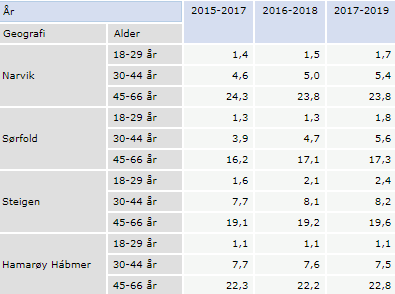 År 2015-2017 2016-2018 2017-2019
Geografi Alder
Narvik 18-29 år 1,4 1,5 1,7
30-44 år 4,6 5,0 5,4
45-66 år 24,3 23,8 23,8
Sørfold 18-29 år 1,3 1,3 1,8
30-44 år 3,9 4,7 5,6
45-66 år 16,2 17,1 17,3
Steigen 18-29 år 1,6 2,1 2,4
30-44 år 7,7 8,1 8,2
45-66 år 19,1 19,2 19,6
Hamarøy Hábmer 18-29 år 1,1 1,1 1,1
30-44 år 7,7 7,6 7,5
45-66 år 22,3 22,2 22,8